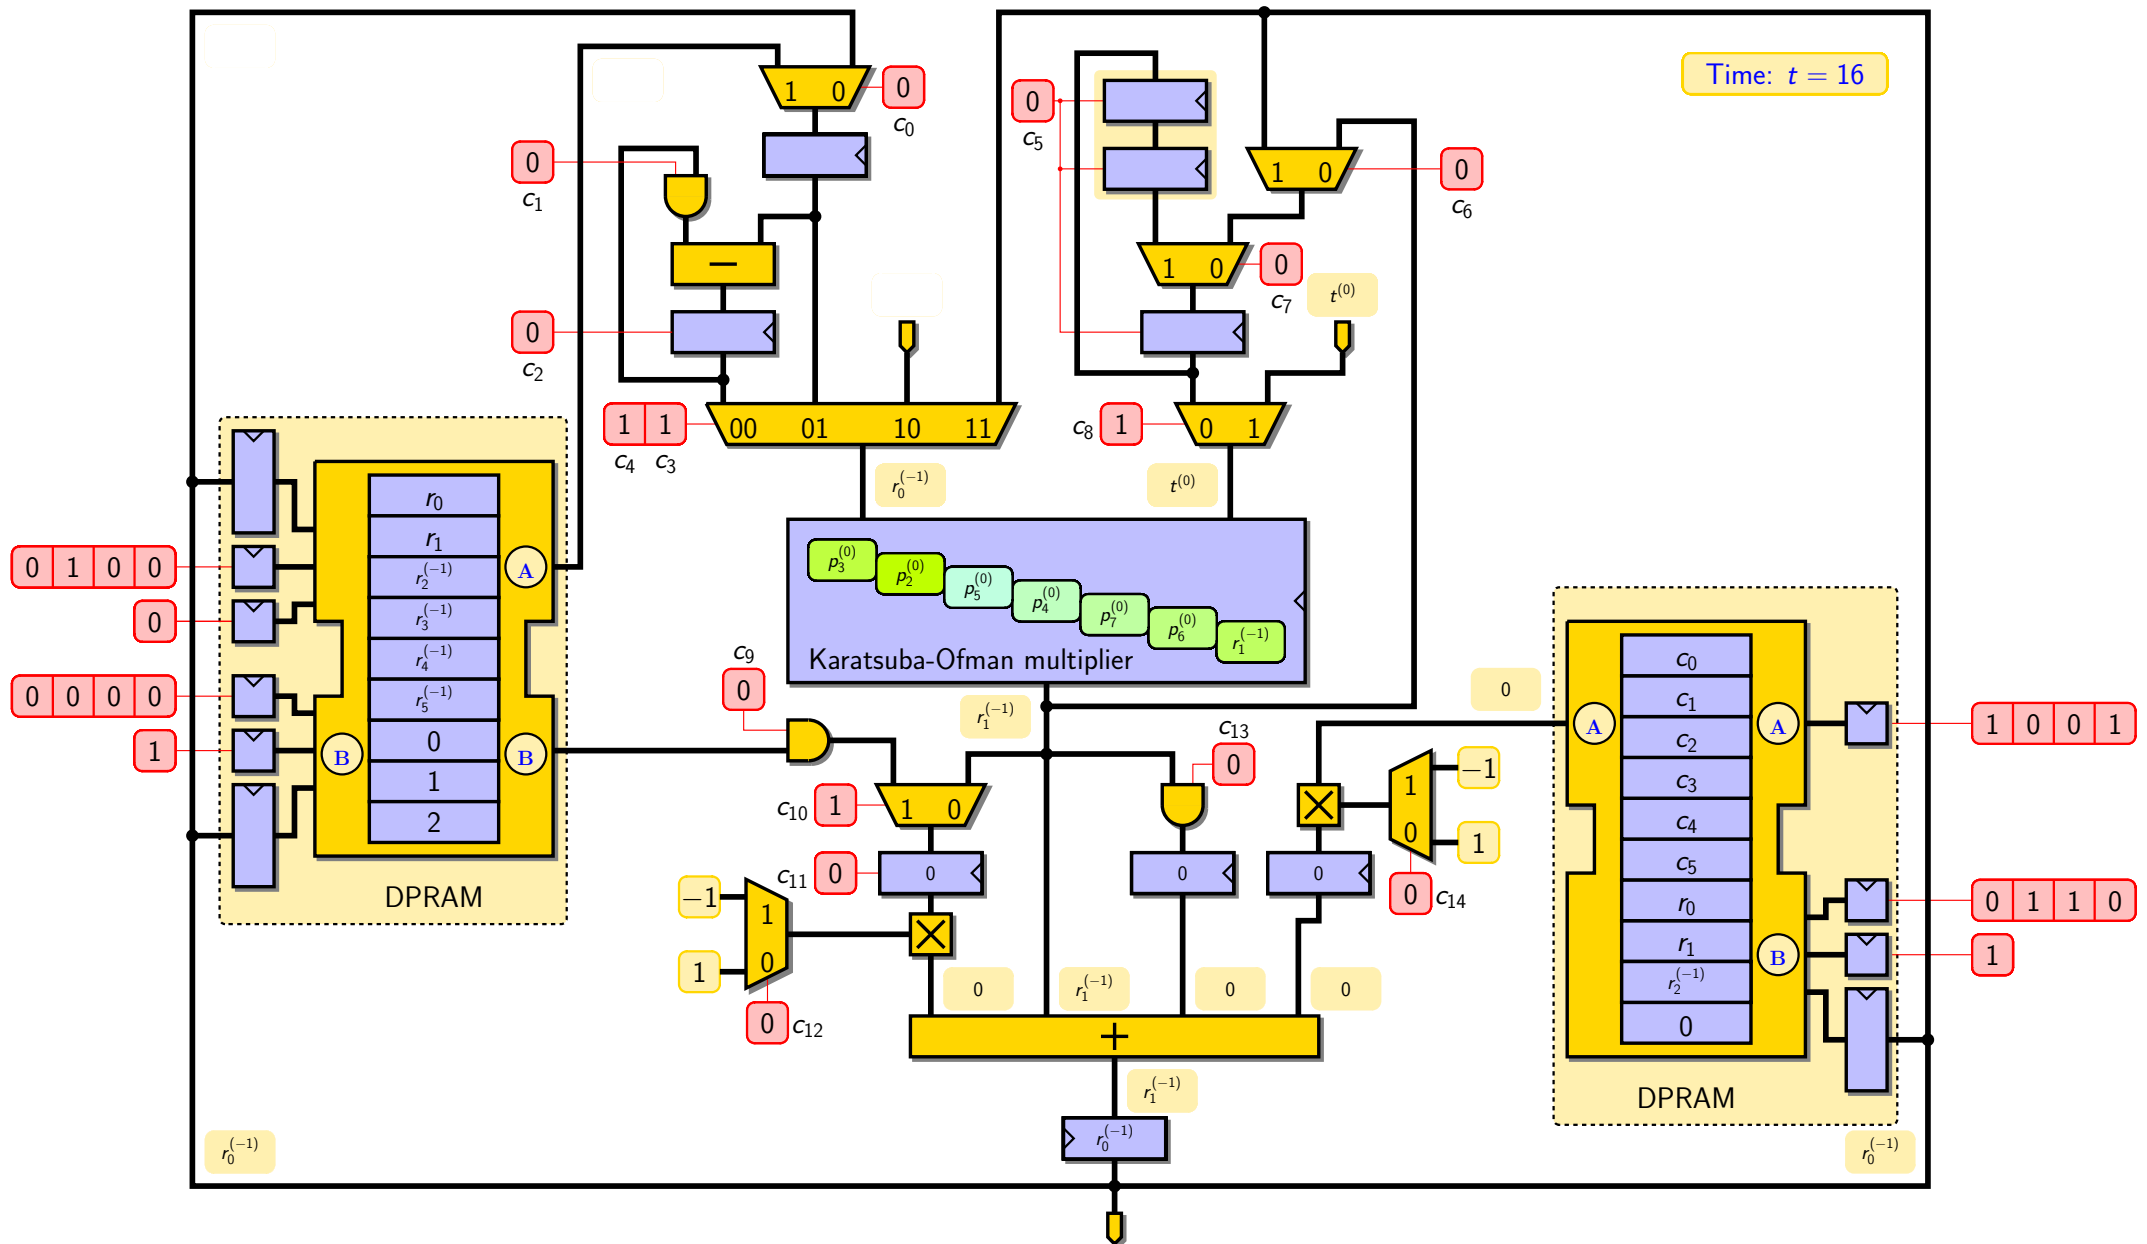 Time: t = 16
1 0
0
c₀
0
c₅
0
c₁
1 0
0
c₆
−
1 0
0
c₇
t⁽⁰⁾
0
c₂
1 1
c₄ c₃
00 01 10 11
c₈ 1
0 1
r₀⁽⁻¹⁾
t⁽⁰⁾
0 1 0 0
0
0 0 0 0
1
r₀
r₁
r₂⁽⁻¹⁾
r₃⁽⁻¹⁾
r₄⁽⁻¹⁾
r₅⁽⁻¹⁾
0
1
2
A
B
B
DPRAM
p₃⁽⁰⁾
p₂⁽⁰⁾
p₅⁽⁰⁾
p₄⁽⁰⁾
p₇⁽⁰⁾
p₆⁽⁰⁾
r₁⁽⁻¹⁾
Karatsuba-Ofman multiplier
c₉
0
r₁⁽⁻¹⁾
c₁₃
0
0
c₁₀ 1
1 0
c₁₁ 0
0
0
0
1
0
−1
1
0 c₁₄
−1
1
1
0
0 c₁₂
0
r₁⁽⁻¹⁾
0
0
+
r₁⁽⁻¹⁾
r₀⁽⁻¹⁾
r₀⁽⁻¹⁾
r₀⁽⁻¹⁾
c₀
c₁
c₂
c₃
c₄
c₅
r₀
r₁
r₂⁽⁻¹⁾
0
A
A
B
DPRAM
1 0 0 1
0 1 1 0
1